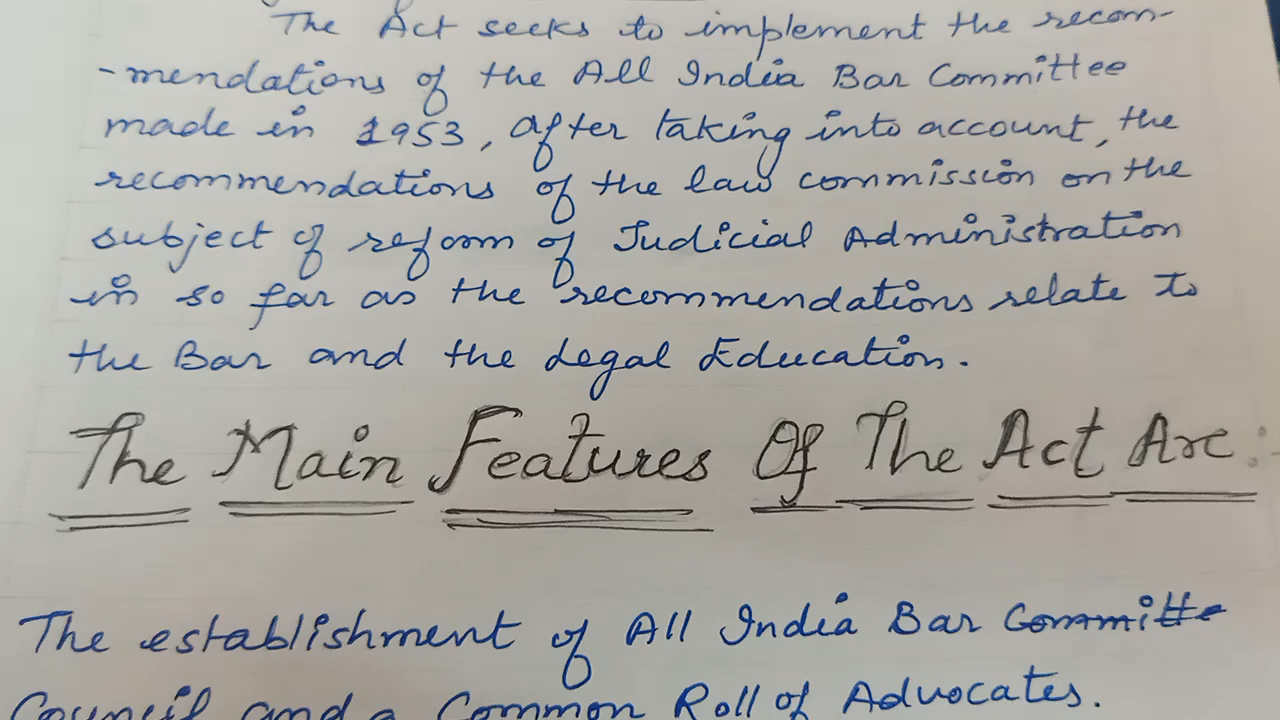 The Act seeks to implement the recom-
-mendations of the All India Bar Committee
made in 1953, after taking into account, the
recommendations of the law commission on the
subject of reform of Judicial Administration
in so far as the recommendations relate to
the Bar and the Legal Education.
The Main Features Of The Act Are:-
The establishment of All India Bar Committe
Council and a Common Roll of Advocates.